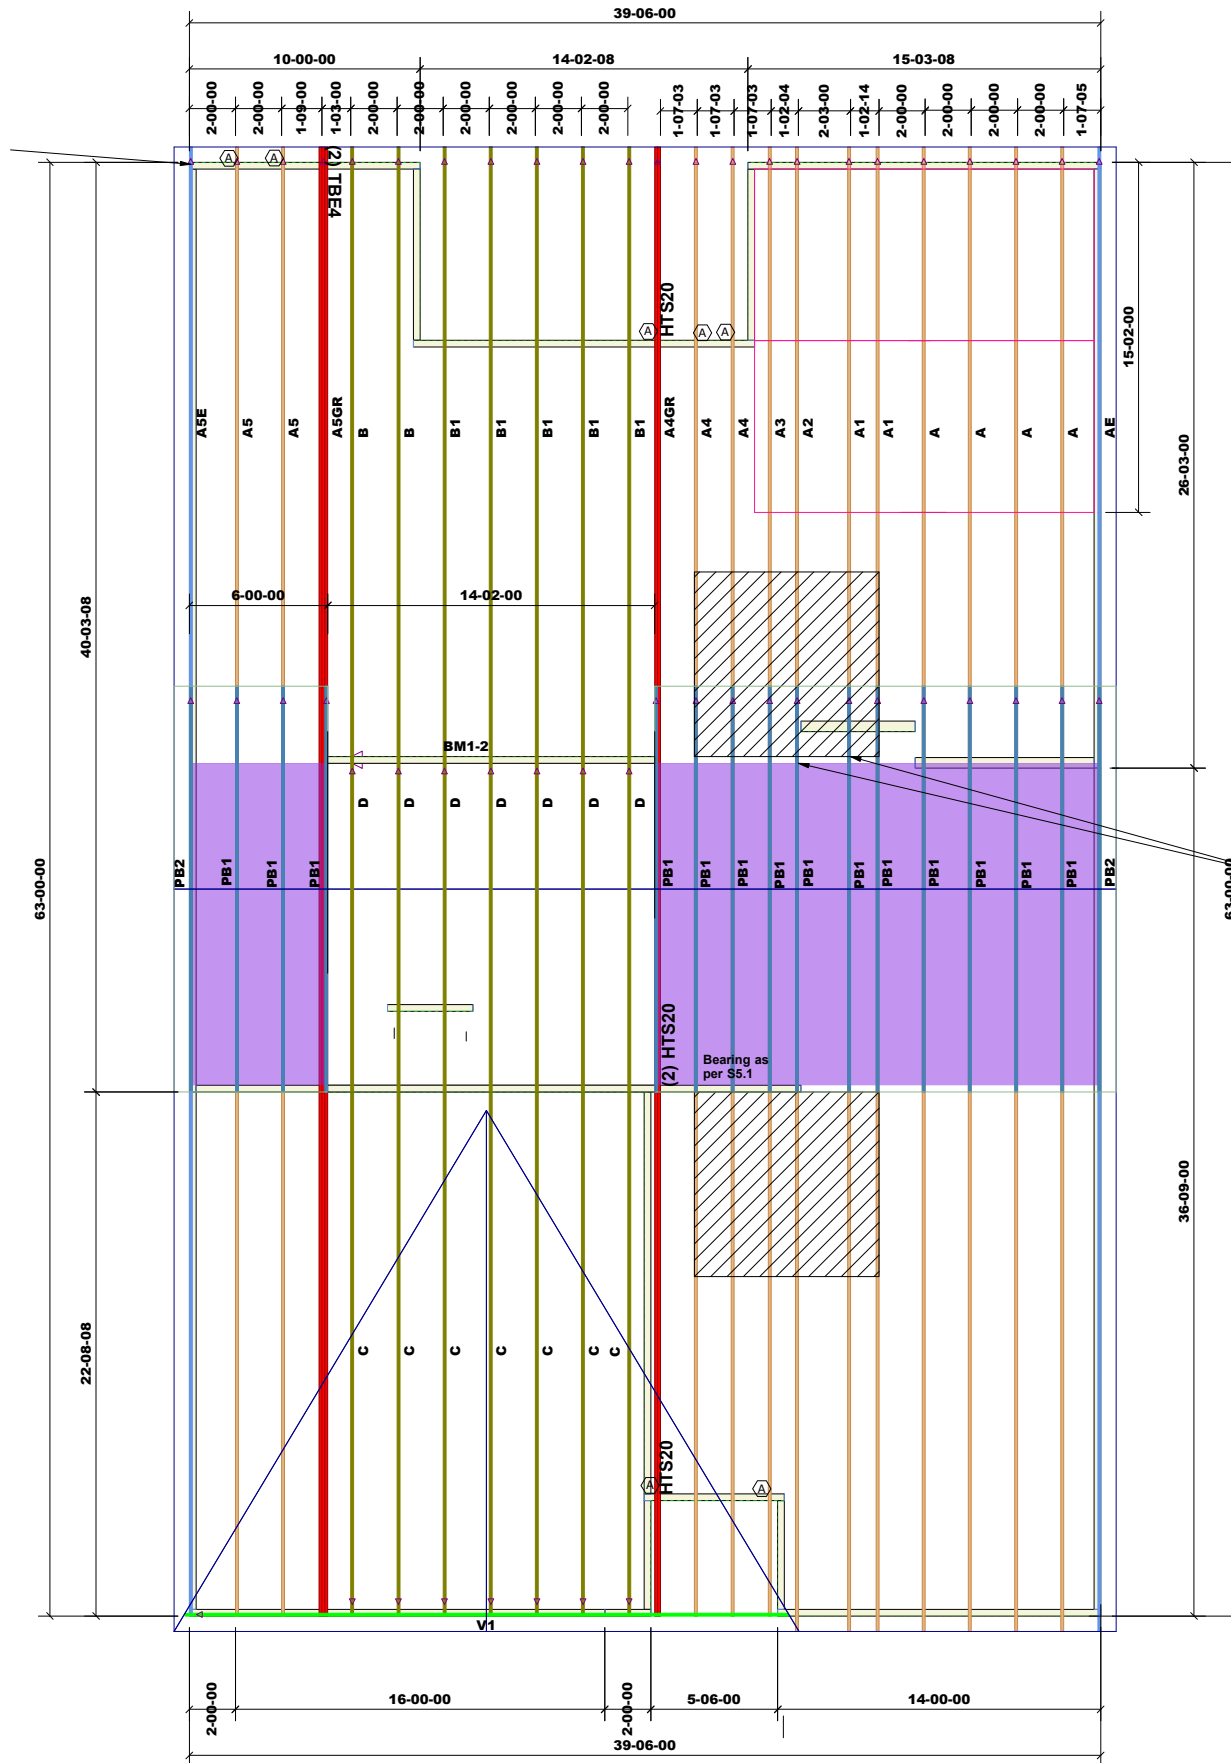 39-06-00
10-00-00 14-02-08 15-03-08
2-00-00 2-00-00 1-09-00 1-03-00 2-00-00 2-00-00 2-00-00 2-00-00 2-00-00 2-00-00 1-07-03 1-07-03 1-07-03 1-02-04 2-03-00 1-02-14 2-00-00 2-00-00 2-00-00 2-00-00 1-07-05
A A
(2) TBE4
HTS20
A A A
15-02-00
A5E A5 A5 A5GR B B B1 B1 B1 B1 B1 A4GR A4 A4 A3 A2 A1 A1 A A A A AE
26-03-00
6-00-00 14-02-00
40-03-08
BM1-2
D D D D D D D
63-00-00
PB2 PB1 PB1 PB1 PB1 PB1 PB1 PB1 PB1 PB1 PB1 PB1 PB1 PB1 PB1 PB2
63-00-00
(2) HTS20
Bearing as
per S5.1
36-09-00
22-08-08
C C C C C C C
HTS20
A A
V1
2-00-00 16-00-00 2-00-00 5-06-00 14-00-00
39-06-00